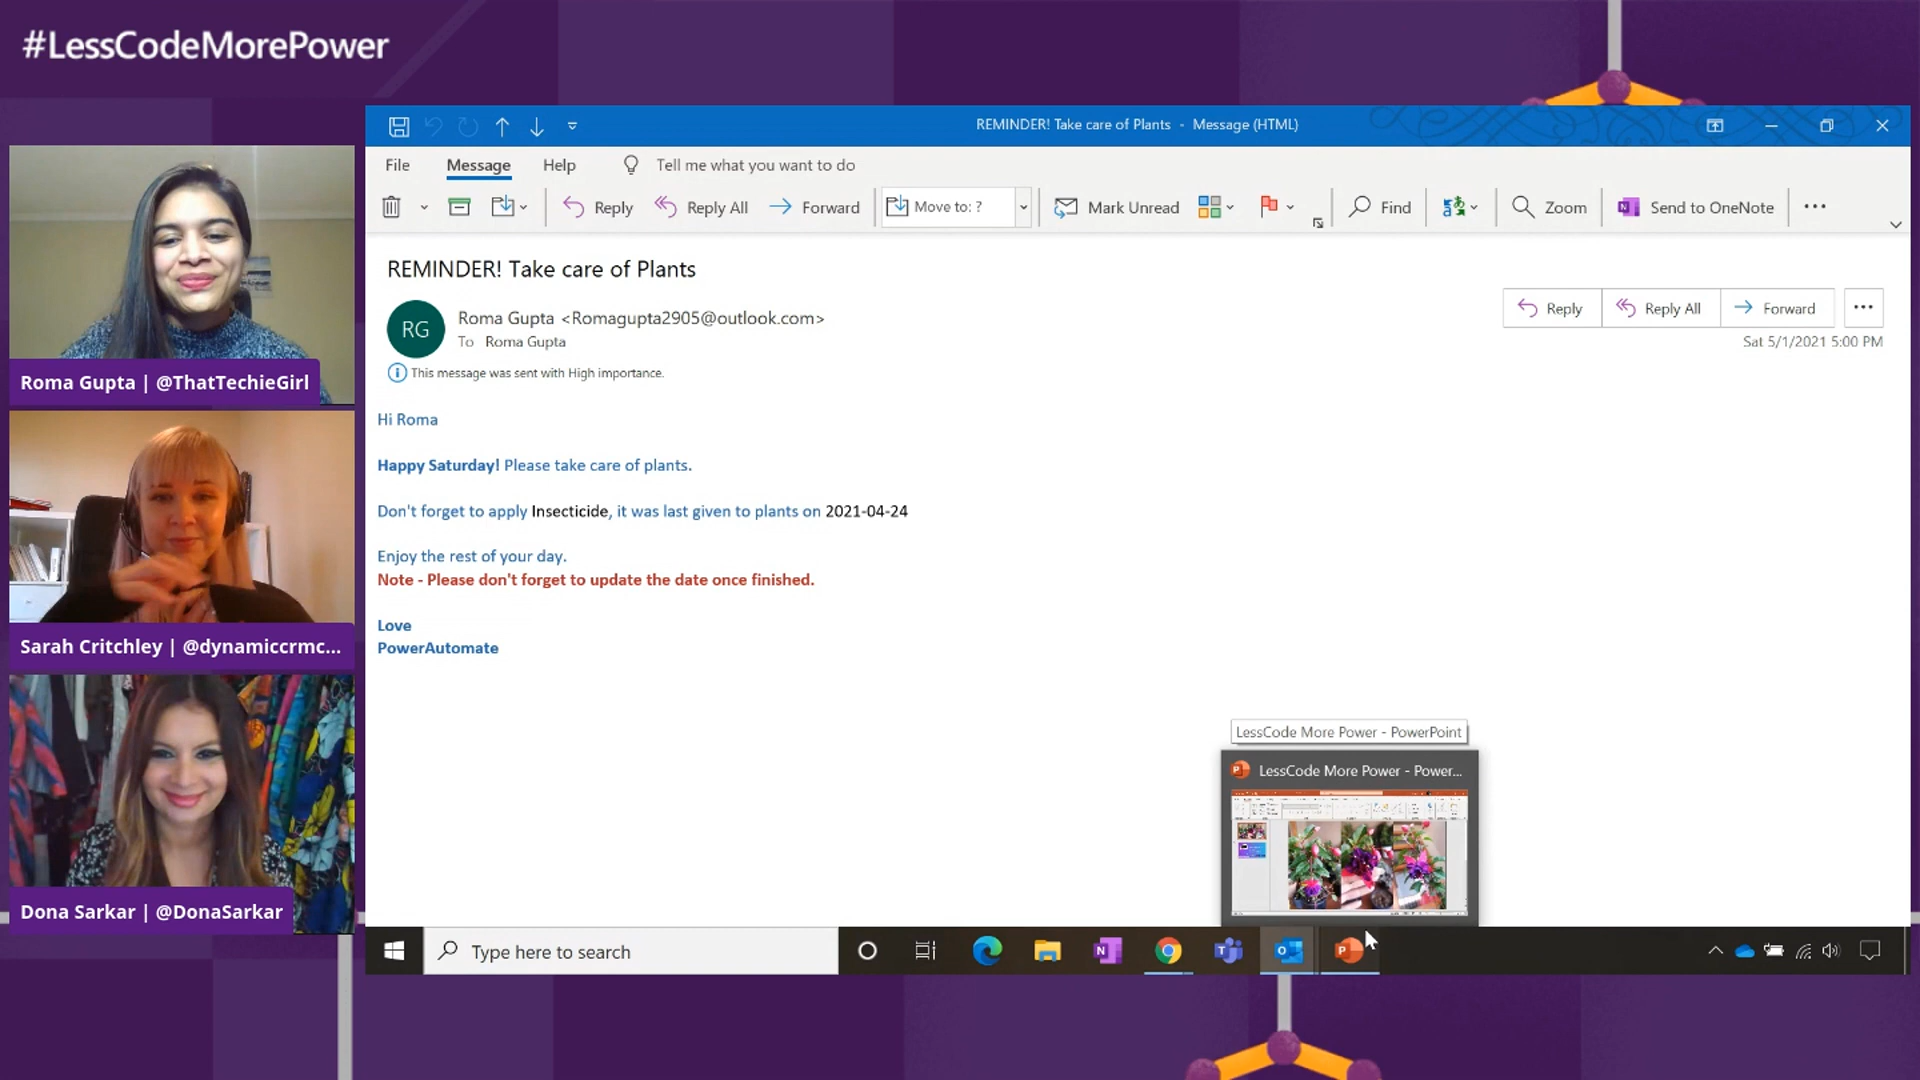 #LessCodeMorePower
Roma Gupta | @ThatTechieGirl
Sarah Critchley | @dynamiccrmc...
Dona Sarkar | @DonaSarkar
REMINDER! Take care of Plants - Message (HTML)
File Message Help Tell me what you want to do
Reply Reply All Forward Move to: ? Mark Unread Find Zoom Send to OneNote
REMINDER! Take care of Plants
RG
Roma Gupta <Romagupta2905@outlook.com>
To Roma Gupta
Reply Reply All Forward
Sat 5/1/2021 5:00 PM
This message was sent with High importance.
Hi Roma
Happy Saturday! Please take care of plants.
Don't forget to apply Insecticide, it was last given to plants on 2021-04-24
Enjoy the rest of your day.
Note - Please don't forget to update the date once finished.
Love
PowerAutomate
LessCode More Power - PowerPoint
LessCode More Power - Power...
Type here to search